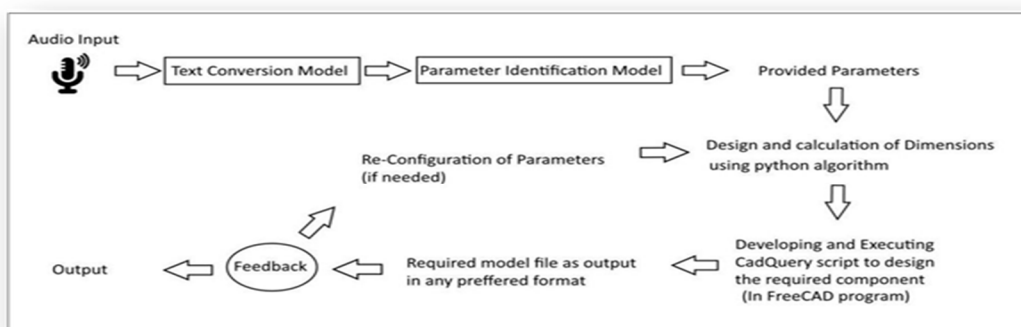 Audio Input
Text Conversion Model
Parameter Identification Model
Provided Parameters
Design and calculation of Dimensions
using python algorithm
Re-Configuration of Parameters
(if needed)
Developing and Executing
CadQuery script to design
the required component
(In FreeCAD program)
Required model file as output
in any preffered format
Feedback
Output